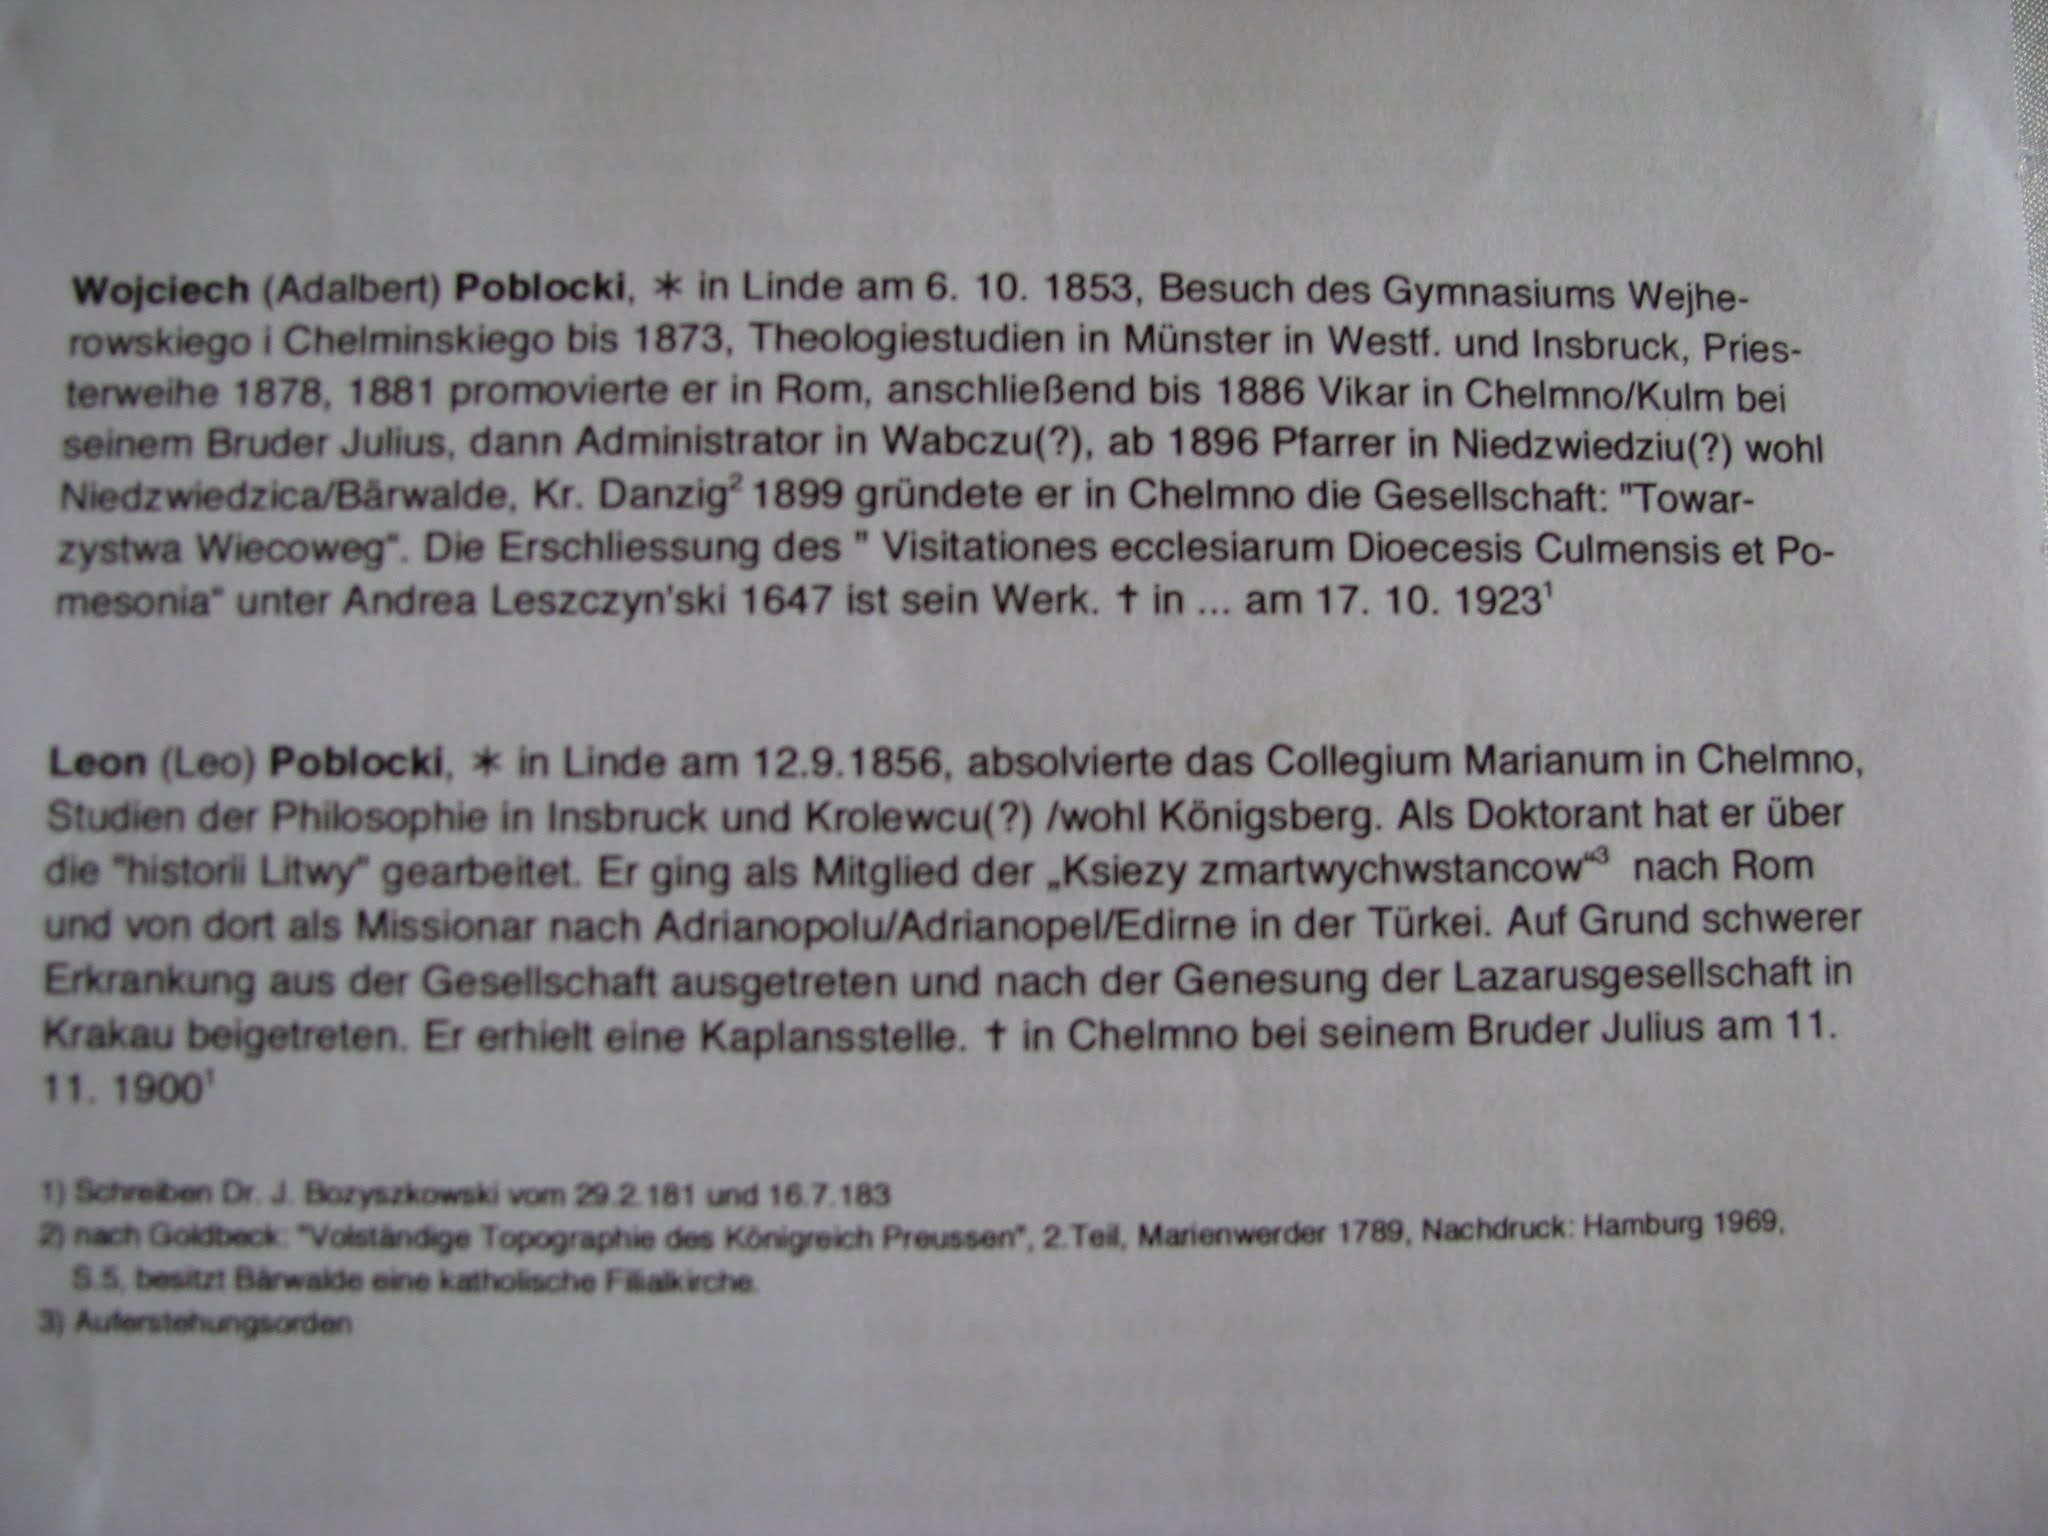 Wojciech (Adalbert) Poblocki, ∗ in Linde am 6. 10. 1853, Besuch des Gymnasiums Wejhe-
rowskiego i Chelminskiego bis 1873, Theologiestudien in Münster in Westf. und Insbruck, Pries-
terweihe 1878, 1881 promovierte er in Rom, anschließend bis 1886 Vikar in Chelmno/Kulm bei
seinem Bruder Julius, dann Administrator in Wabczu(?), ab 1896 Pfarrer in Niedzwiedziu(?) wohl
Niedzwiedzica/Bärwalde, Kr. Danzig² 1899 gründete er in Chelmno die Gesellschaft: "Towar-
zystwa Wiecoweg“. Die Erschliessung des " Visitationes ecclesiarum Dioecesis Culmensis et Po-
mesonia“ unter Andrea Leszczyn'ski 1647 ist sein Werk. † in ... am 17. 10. 1923¹
Leon (Leo) Poblocki, ∗ in Linde am 12.9.1856, absolvierte das Collegium Marianum in Chelmno,
Studien der Philosophie in Insbruck und Krolewcu(?) /wohl Königsberg. Als Doktorant hat er über
die "historii Litwy" gearbeitet. Er ging als Mitglied der „Ksiezy zmartwychwstancow“³ nach Rom
und von dort als Missionar nach Adrianopolu/Adrianopel/Edirne in der Türkei. Auf Grund schwerer
Erkrankung aus der Gesellschaft ausgetreten und nach der Genesung der Lazarusgesellschaft in
Krakau beigetreten. Er erhielt eine Kaplansstelle. † in Chelmno bei seinem Bruder Julius am 11.
11. 1900¹
1) Schreiben Dr. J. Bozyszkowski vom 29.2.181 und 16.7.183
2) nach Goldbeck: "Volständige Topographie des Königreich Preussen", 2.Teil, Marienwerder 1789, Nachdruck: Hamburg 1969,
S.5, besitzt Bärwalde eine katholische Filialkirche.
3) Auferstehungsorden